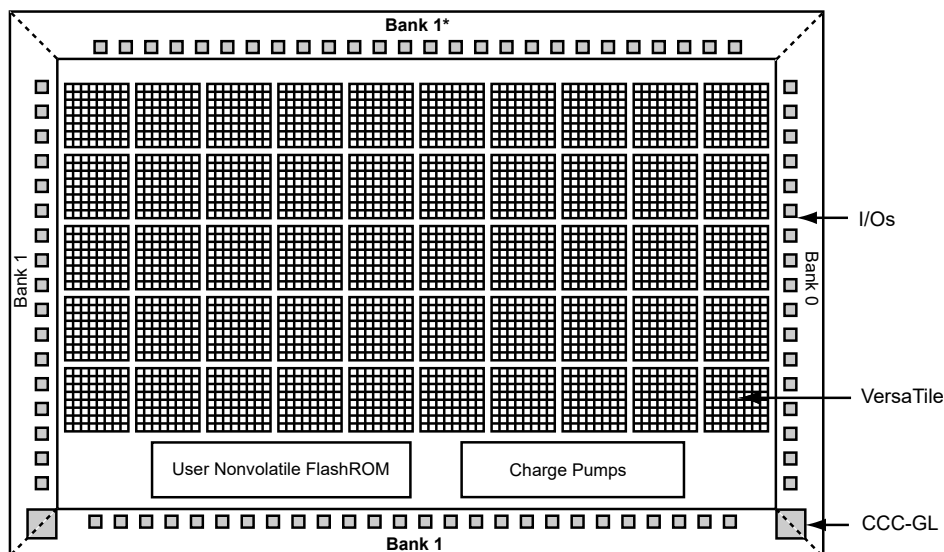 Bank 1*
I/Os
Bank 1
Bank 0
VersaTile
User Nonvolatile FlashROM
Charge Pumps
CCC-GL
Bank 1